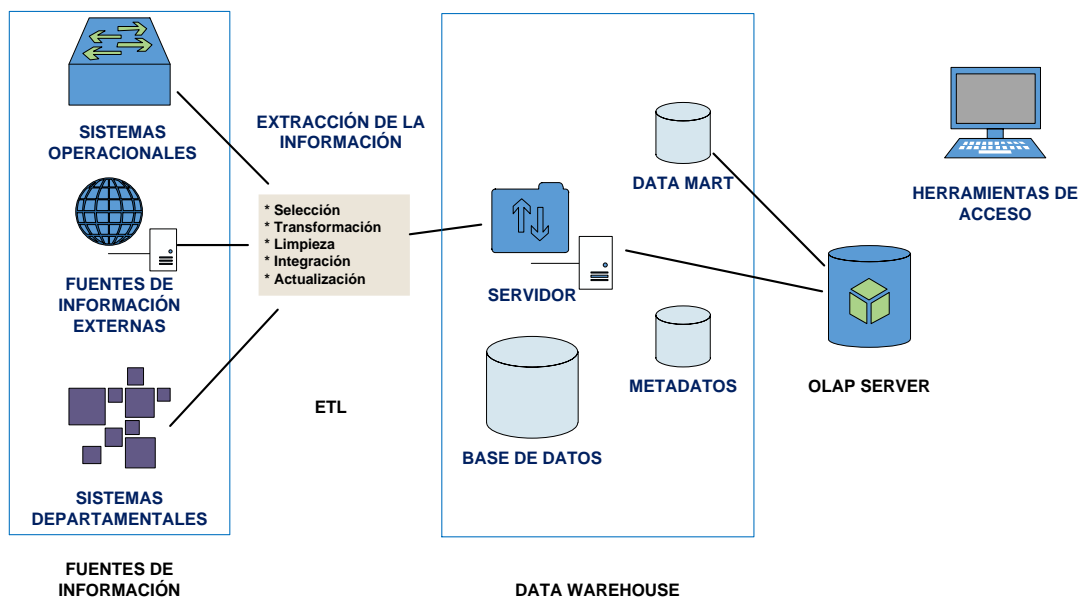 SISTEMAS
OPERACIONALES
FUENTES DE
INFORMACIÓN
EXTERNAS
SISTEMAS
DEPARTAMENTALES
FUENTES DE
INFORMACIÓN
EXTRACCIÓN DE LA
INFORMACIÓN
* Selección
* Transformación
* Limpieza
* Integración
* Actualización
ETL
DATA MART
SERVIDOR
METADATOS
BASE DE DATOS
DATA WAREHOUSE
OLAP SERVER
HERRAMIENTAS DE
ACCESO